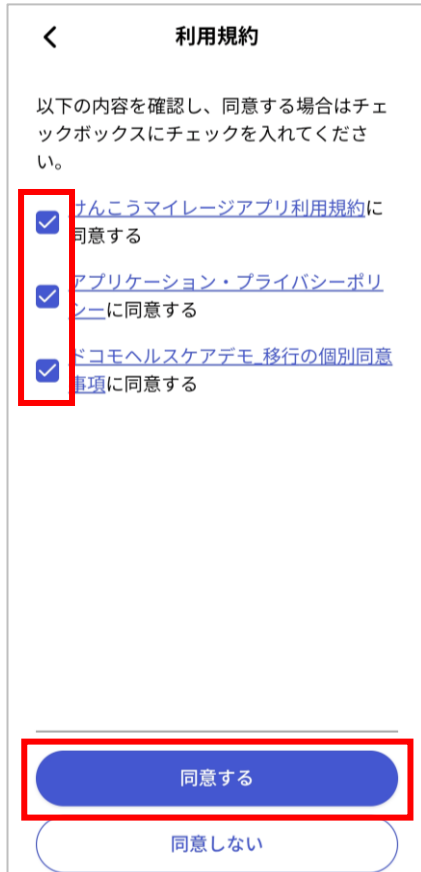 利用規約
以下の内容を確認し、同意する場合はチェ
ックボックスにチェックを入れてくださ
い。
けんこうマイレージアプリ利用規約に
同意する
アプリケーション・プライバシーポリ
シーに同意する
ドコモヘルスケアデモ_移行の個別同意
事項に同意する
同意する
同意しない